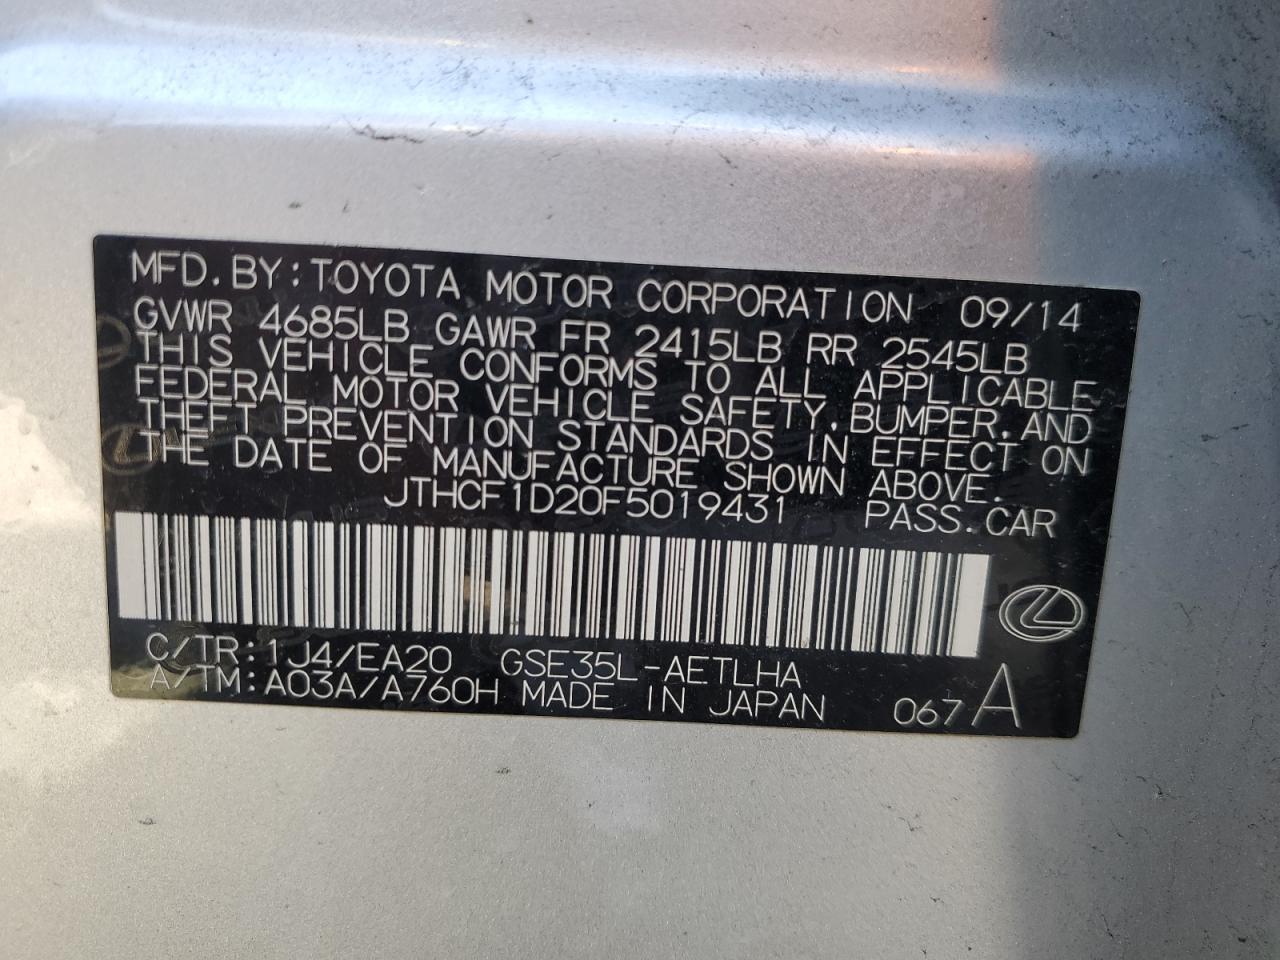 MFD.BY:TOYOTA MOTOR CORPORATION 09/14
GVWR 4685LB GAWR FR 2415LB RR 2545LB
THIS VEHICLE CONFORMS TO ALL APPLICABLE
FEDERAL MOTOR VEHICLE SAFETY,BUMPER,AND
THEFT PREVENTION STANDARDS IN EFFECT ON
THE DATE OF MANUFACTURE SHOWN ABOVE.
JTHCF1D20F5019431 PASS.CAR
C/TR:1J4/EA20 GSE35L-AETLHA
A/TM:A03A/A760H MADE IN JAPAN 067A